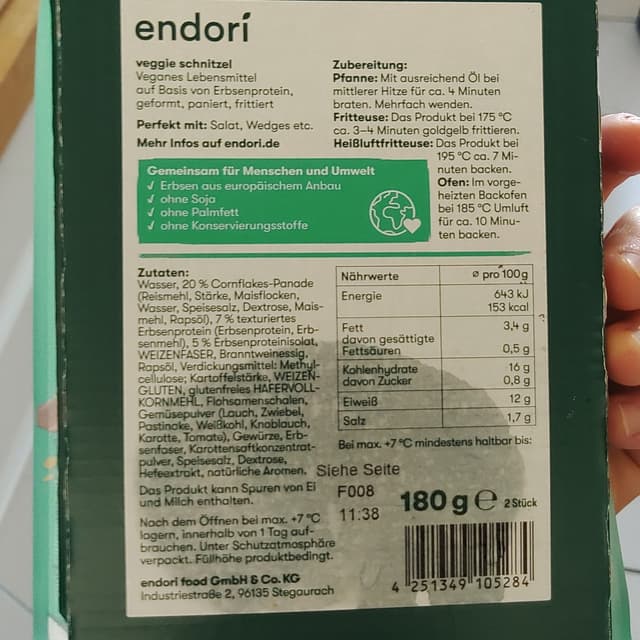 endori
veggie schnitzel
Veganes Lebensmittel
auf Basis von Erbsenprotein,
geformt, paniert, frittiert
Perfekt mit: Salat, Wedges etc.
Mehr Infos auf endori.de
Zubereitung:
Pfanne: Mit ausreichend Öl bei
mittlerer Hitze für ca. 4 Minuten
braten. Mehrfach wenden.
Fritteuse: Das Produkt bei 175 °C
ca. 3–4 Minuten goldgelb frittieren.
Heißluftfritteuse: Das Produkt bei
195 °C ca. 7 Mi-
nuten backen.
Ofen: Im vorge-
heizten Backofen
bei 185 °C Umluft
für ca. 10 Minu-
ten backen.
Gemeinsam für Menschen und Umwelt
✓ Erbsen aus europäischem Anbau
✓ ohne Soja
✓ ohne Palmfett
✓ ohne Konservierungsstoffe
Zutaten:
Wasser, 20 % Cornflakes-Panade
(Reismehl, Stärke, Maisflocken,
Wasser, Speisesalz, Dextrose, Mais-
mehl, Rapsöl), 7 % texturiertes
Erbsenprotein (Erbsenprotein, Erb-
senmehl), 5 % Erbsenproteinisolat,
WEIZENFASER, Branntweinessig,
Rapsöl, Verdickungsmittel: Methyl-
cellulose; Kartoffelstärke, WEIZEN-
GLUTEN, glutenfreies HAFERVOLL-
KORNMEHL, Flohsamenschalen,
Gemüsepulver (Lauch, Zwiebel,
Pastinake, Weißkohl, Knoblauch,
Karotte, Tomate), Gewürze, Erb-
senfaser, Karottensaftkonzentrat-
pulver, Speisesalz, Dextrose,
Hefeextrakt, natürliche Aromen.
Das Produkt kann Spuren von Ei
und Milch enthalten.
Nach dem Öffnen bei max. +7 °C
lagern, innerhalb von 1 Tag auf-
brauchen. Unter Schutzatmosphäre
verpackt. Füllhöhe produktbedingt.
endori food GmbH & Co. KG
Industriestraße 2, 96135 Stegaurach
Nährwerte ø pro 100g
Energie 643 kJ
153 kcal
Fett 3,4 g
davon gesättigte
Fettsäuren 0,5 g
Kohlenhydrate 16 g
davon Zucker 0,8 g
Eiweiß 12 g
Salz 1,7 g
Bei max. +7 °C mindestens haltbar bis:
Siehe Seite
F008
11:38
180 g e 2 Stück
4 251349 105284